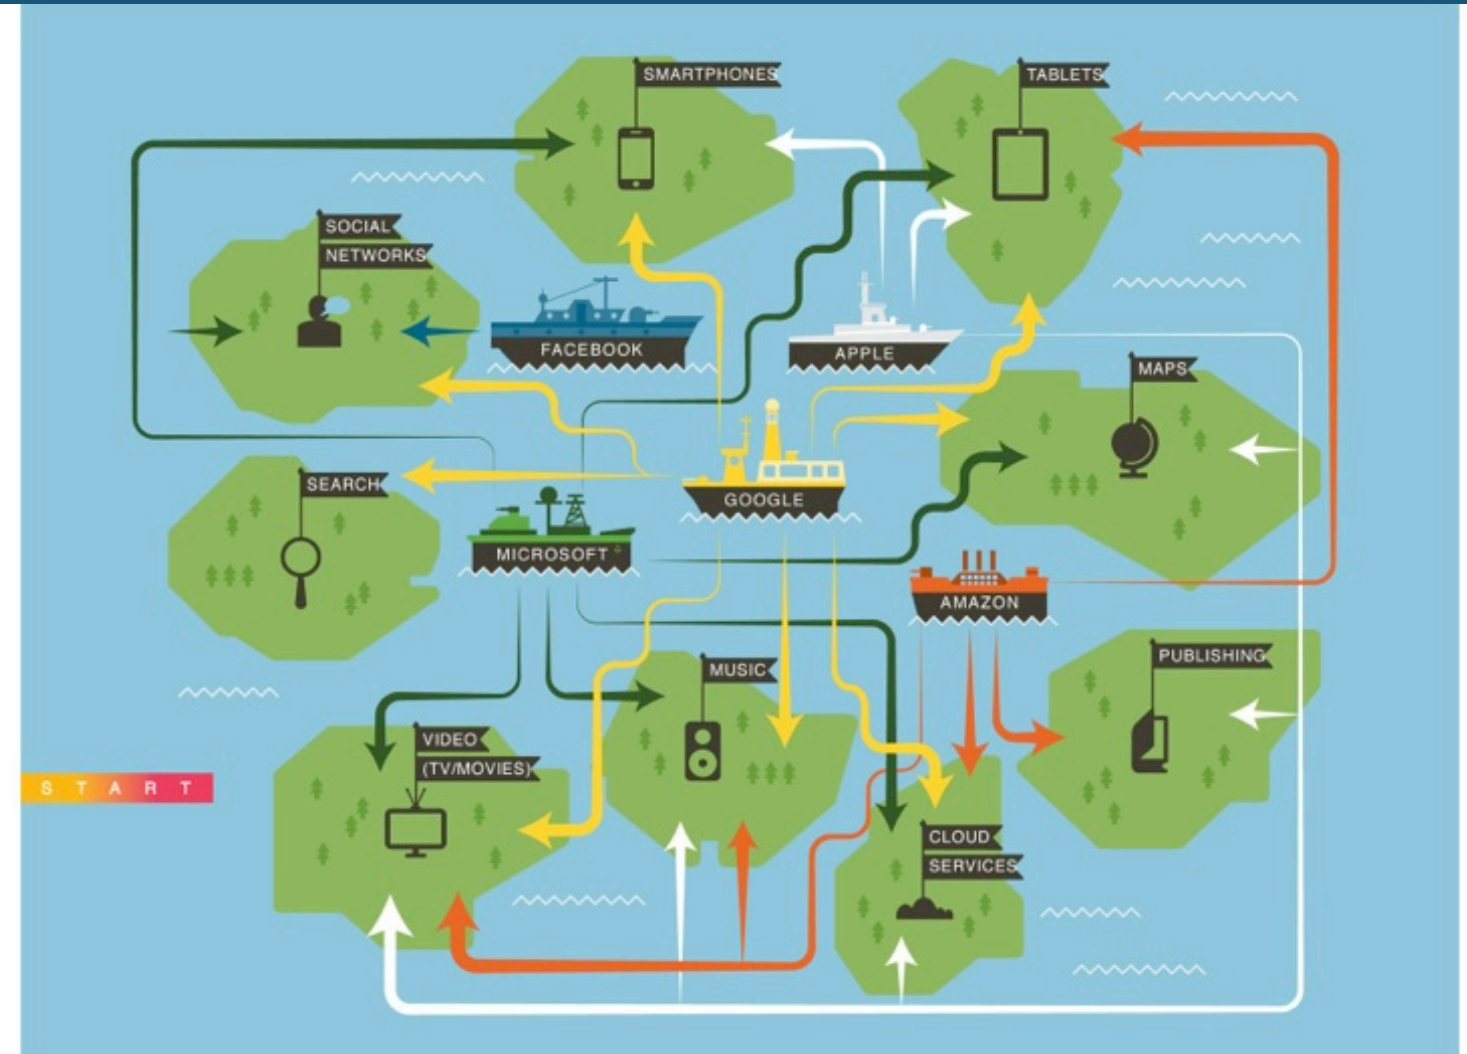 SMARTPHONES
TABLETS
SOCIAL
NETWORKS
FACEBOOK
APPLE
MAPS
SEARCH
GOOGLE
MICROSOFT
AMAZON
MUSIC
PUBLISHING
VIDEO
(TV/MOVIES)
START
CLOUD
SERVICES